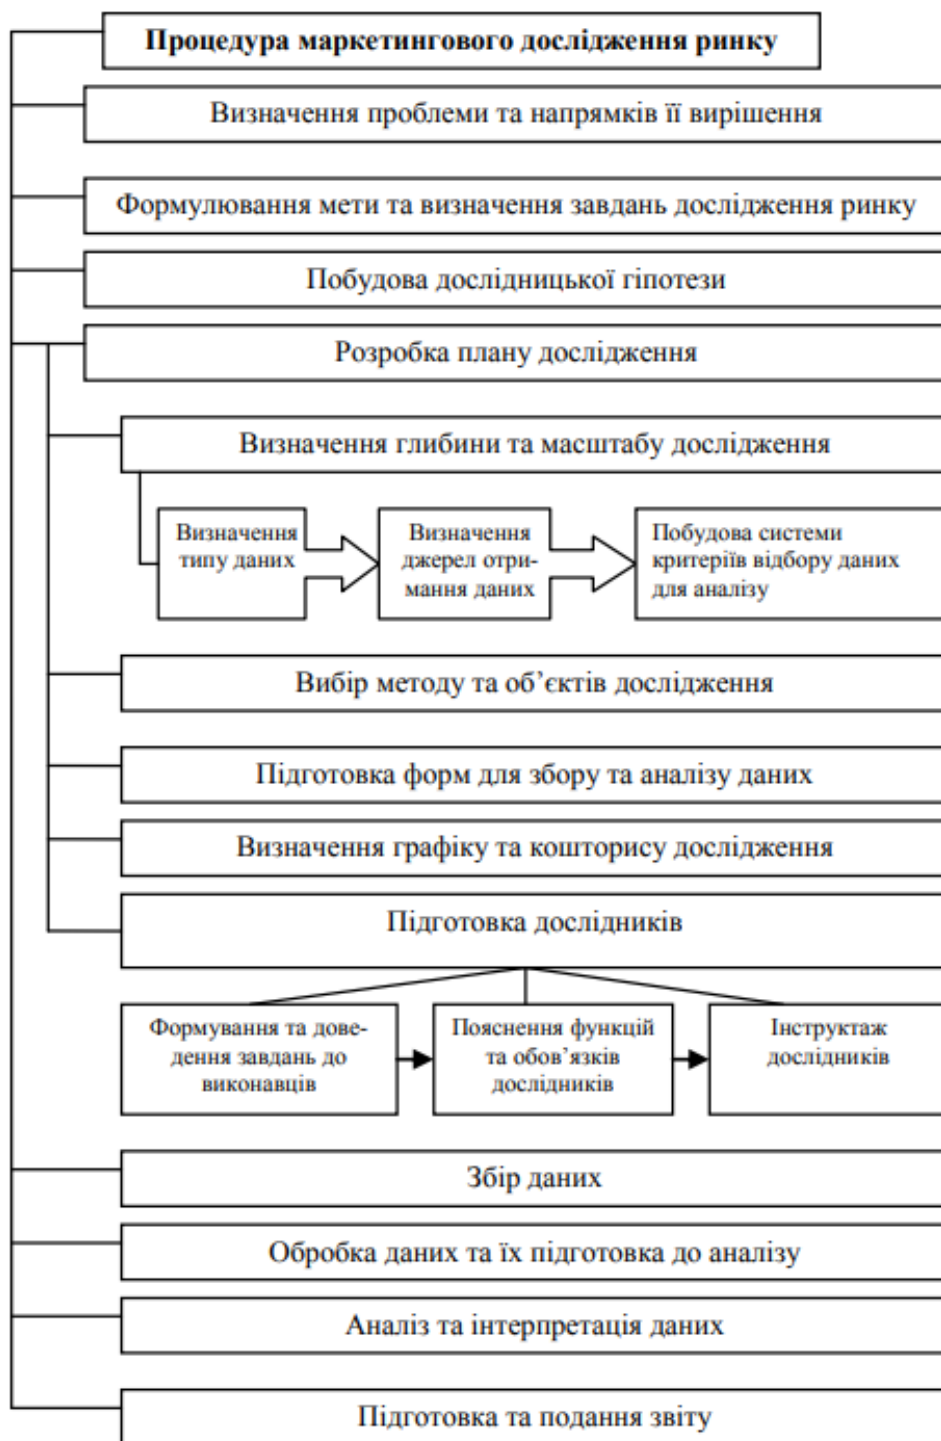 Процедура маркетингового дослідження ринку
Визначення проблеми та напрямків її вирішення
Формулювання мети та визначення завдань дослідження ринку
Побудова дослідницької гіпотези
Розробка плану дослідження
Визначення глибини та масштабу дослідження
Визначення
типу даних
Визначення
джерел отри-
мання даних
Побудова системи
критеріїв відбору даних
для аналізу
Вибір методу та об’єктів дослідження
Підготовка форм для збору та аналізу даних
Визначення графіку та кошторису дослідження
Підготовка дослідників
Формування та дове-
дення завдань до
виконавців
Пояснення функцій
та обов’язків
дослідників
Інструктаж
дослідників
Збір даних
Обробка даних та їх підготовка до аналізу
Аналіз та інтерпретація даних
Підготовка та подання звіту